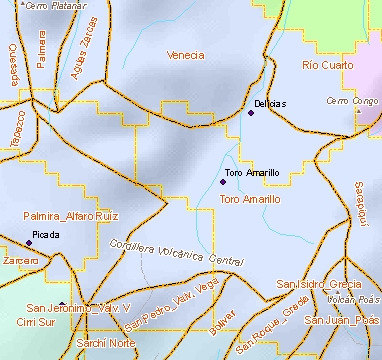 Cerro Platanar
Quesada
Palmera
Aguas Zarcas
Venecia
Río Cuarto
Cerro Congo
Delicias
Tapezco
Toro Amarillo
Toro Amarillo
Sarapiquí
Palmira_Alfaro Ruiz
Picada
Zarcero
Cordillera Volcánica Central
San Isidro_Grecia
Volcán Poás
San Jeronimo_Valv. V
San Pedro_Valv. Vega
Bolívar
San Roque_Grecia
San Juan_Poás
Cirri Sur
Sarchí Norte